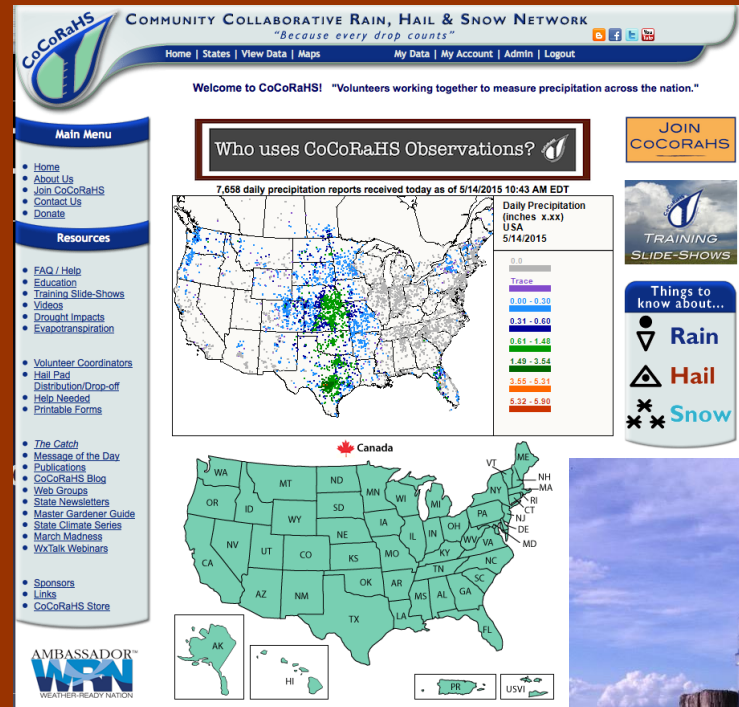 CoCoRaHS
COMMUNITY COLLABORATIVE RAIN, HAIL & SNOW NETWORK
"Because every drop counts"
You Tube
Home | States | View Data | Maps
My Data | My Account | Admin | Logout
Welcome to CoCoRaHS! "Volunteers working together to measure precipitation across the nation."
Main Menu
Home
About Us
Join CoCoRaHS
Contact Us
Donate
Resources
FAQ / Help
Education
Training Slide-Shows
Videos
Drought Impacts
Evapotranspiration
Volunteer Coordinators
Hail Pad
Distribution/Drop-off
Help Needed
Printable Forms
The Catch
Message of the Day
Publications
CoCoRaHS Blog
Web Groups
State Newsletters
Master Gardener Guide
State Climate Series
March Madness
WxTalk Webinars
Sponsors
Links
CoCoRaHS Store
AMBASSADOR™
WRN
WEATHER-READY NATION
Who uses CoCoRaHS Observations?
7,658 daily precipitation reports received today as of 5/14/2015 10:43 AM EDT
Daily Precipitation
(inches x.xx)
USA
5/14/2015
0.0
Trace
0.00 - 0.30
0.31 - 0.60
0.61 - 1.48
1.49 - 3.54
3.55 - 5.31
5.32 - 5.90
Canada
WA
OR
CA
NV
ID
MT
WY
UT
AZ
CO
NM
ND
SD
NE
KS
OK
TX
MN
IA
MO
AR
LA
WI
IL
MI
IN
OH
KY
TN
MS
AL
GA
FL
SC
NC
VA
WV
PA
NY
VT
ME
NH
MA
RI
CT
NJ
DE
MD
AK
HI
PR
USVI
JOIN
COCORAHS
CoCoRaHS
TRAINING
SLIDE-SHOWS
Things to
know about...
Rain
Hail
Snow